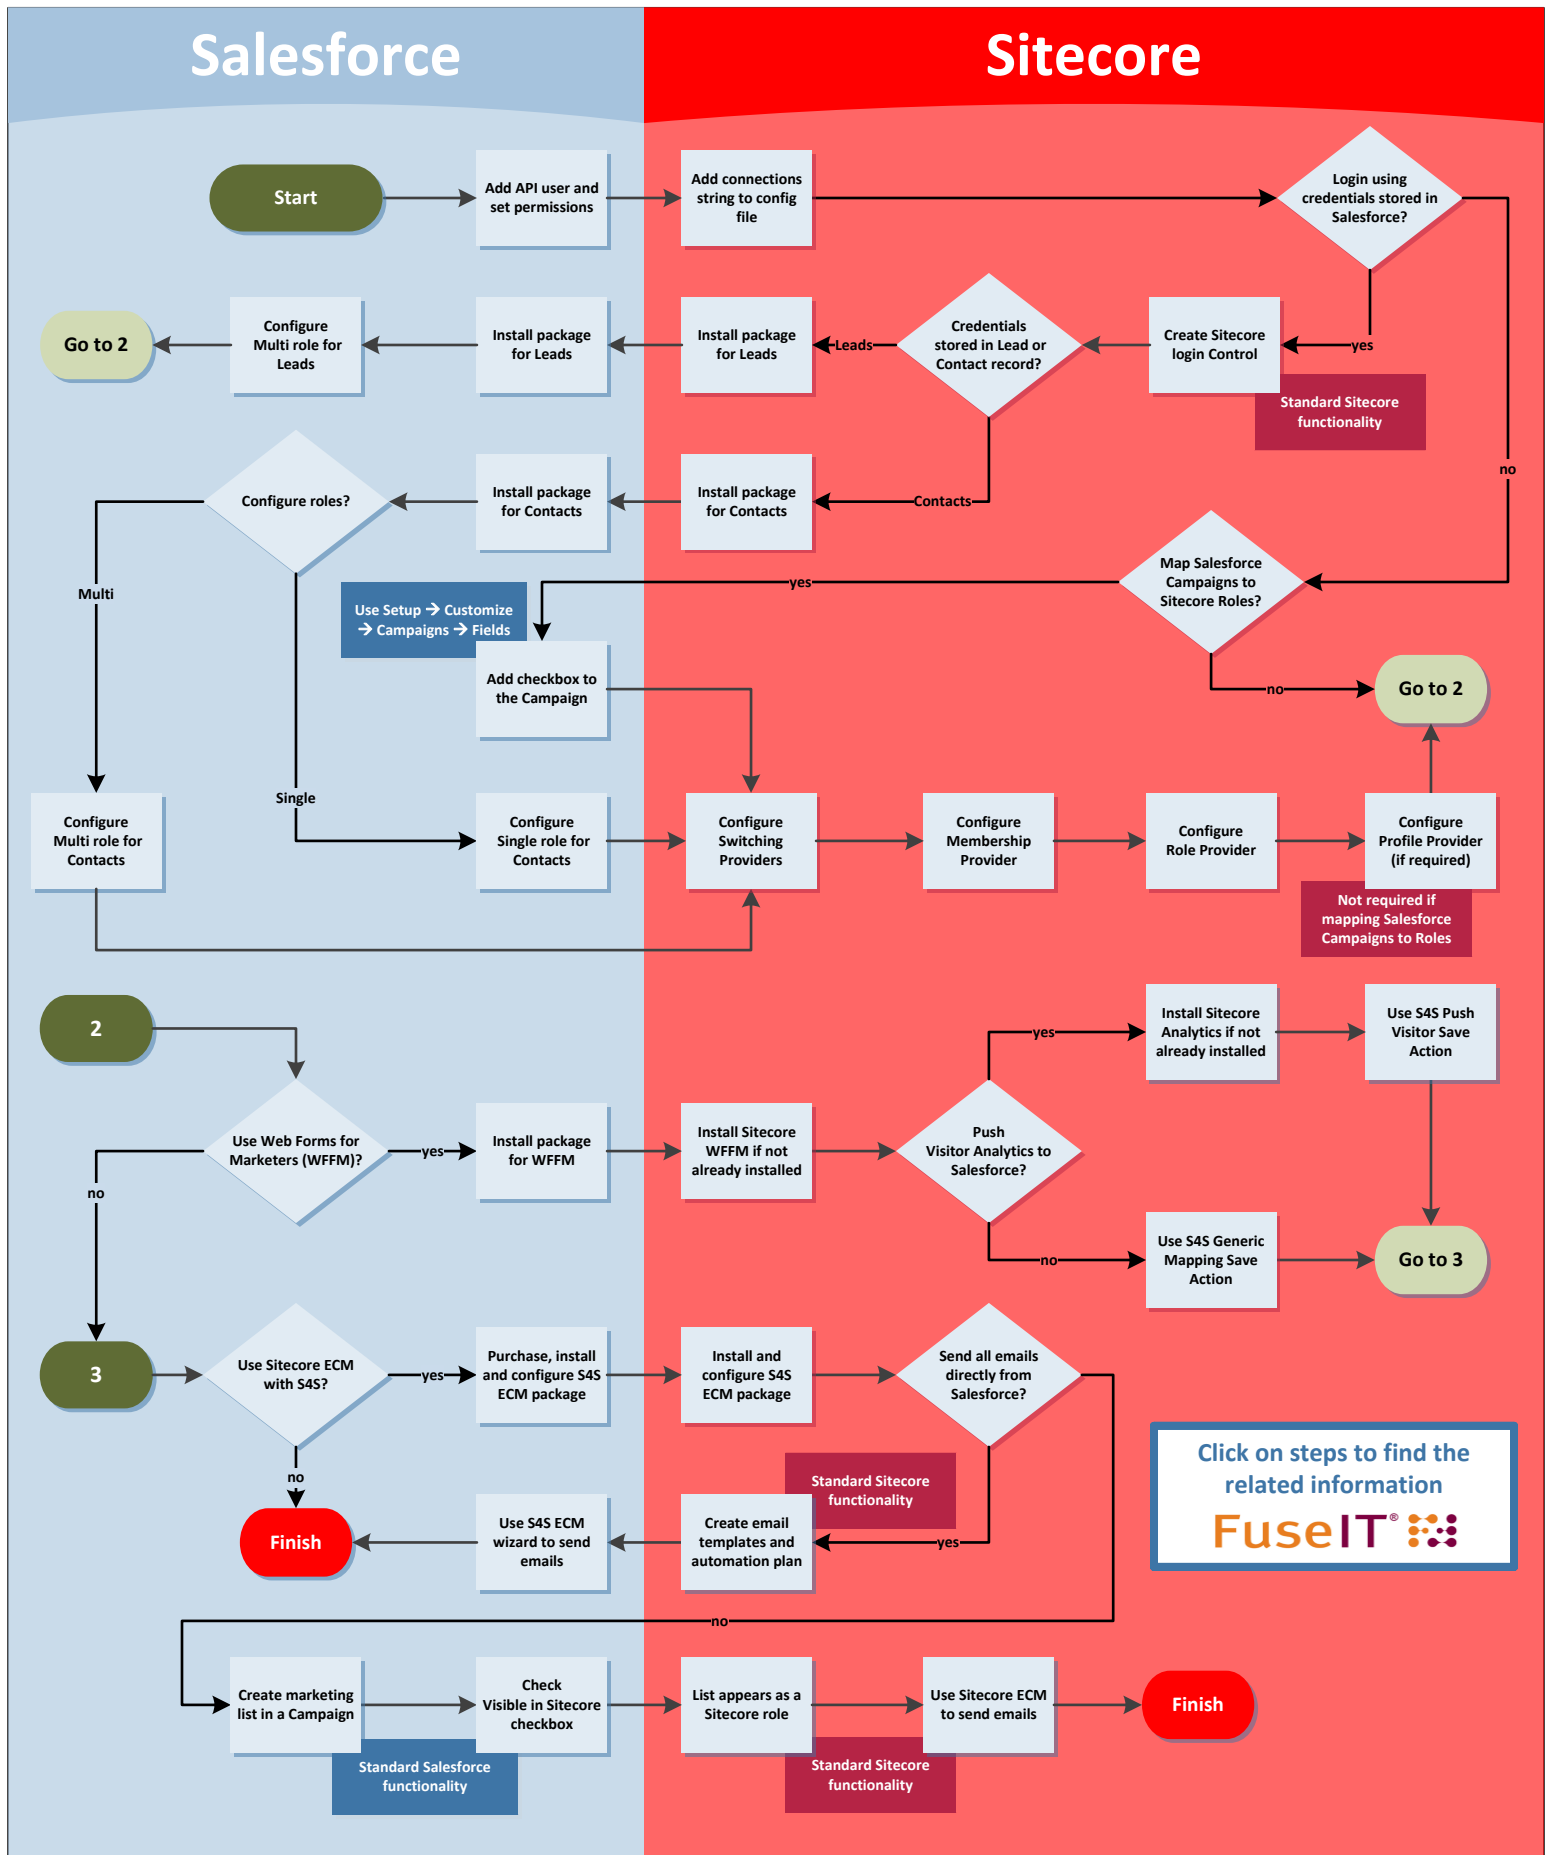 Salesforce
Sitecore
Start
Add API user and
set permissions
Add connections
string to config
file
Login using
credentials stored in
Salesforce?
Go to 2
Configure
Multi role for
Leads
Install package
for Leads
Install package
for Leads
Leads
Credentials
stored in Lead or
Contact record?
Create Sitecore
login Control
yes
Standard Sitecore
functionality
no
Configure roles?
Install package
for Contacts
Install package
for Contacts
Contacts
Multi
Use Setup → Customize
→ Campaigns → Fields
yes
Map Salesforce
Campaigns to
Sitecore Roles?
Add checkbox to
the Campaign
no
Go to 2
Single
Configure
Multi role for
Contacts
Configure
Single role for
Contacts
Configure
Switching
Providers
Configure
Membership
Provider
Configure
Role Provider
Configure
Profile Provider
(if required)
Not required if
mapping Salesforce
Campaigns to Roles
2
yes
Install Sitecore
Analytics if not
already installed
Use S4S Push
Visitor Save
Action
Use Web Forms for
Marketers (WFFM)?
yes
Install package
for WFFM
Install Sitecore
WFFM if not
already installed
Push
Visitor Analytics to
Salesforce?
no
no
Use S4S Generic
Mapping Save
Action
Go to 3
3
Use Sitecore ECM
with S4S?
yes
Purchase, install
and configure S4S
ECM package
Install and
configure S4S
ECM package
Send all emails
directly from
Salesforce?
Click on steps to find the
related information
FuseIT®
no
Standard Sitecore
functionality
Finish
Use S4S ECM
wizard to send
emails
Create email
templates and
automation plan
yes
no
Create marketing
list in a Campaign
Check
Visible in Sitecore
checkbox
List appears as a
Sitecore role
Use Sitecore ECM
to send emails
Finish
Standard Salesforce
functionality
Standard Sitecore
functionality